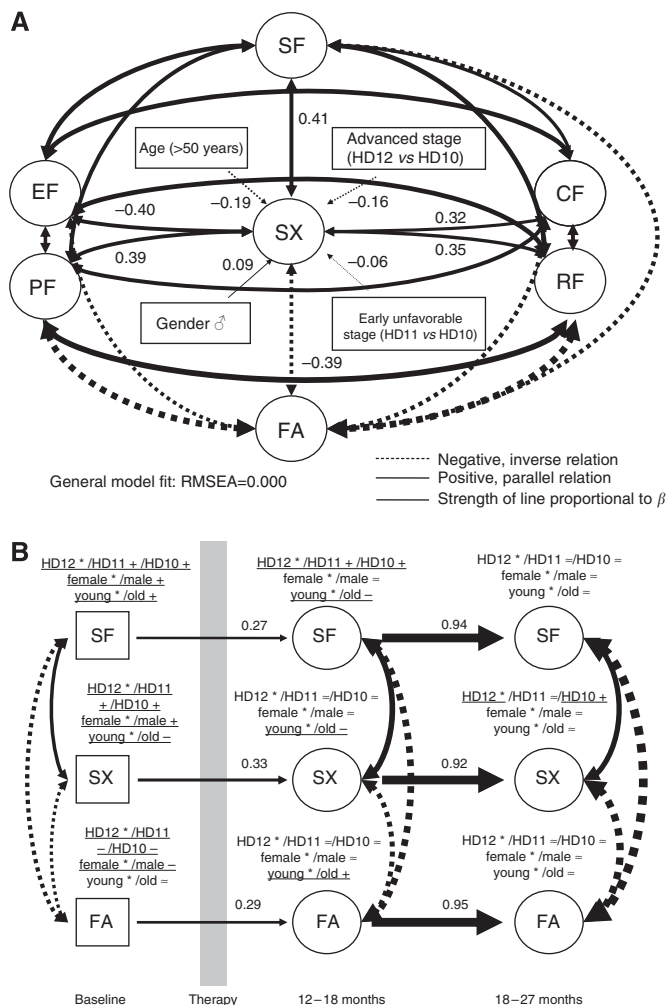 A
SF
0.41
Age (>50 years)
Advanced stage
(HD12 vs HD10)
EF
CF
–0.40
–0.19
–0.16
0.32
SX
0.39
0.09
–0.06
0.35
PF
RF
Gender ♂
Early unfavorable
stage (HD11 vs HD10)
–0.39
FA
General model fit: RMSEA=0.000
Negative, inverse relation
Positive, parallel relation
Strength of line proportional to β
B
HD12 * /HD11 + /HD10 +
female * /male +
young * /old +
HD12 * /HD11 + /HD10 +
female * /male =
young * /old –
HD12 * /HD11 =/HD10 =
female * /male =
young * /old =
SF
0.27
SF
0.94
SF
HD12 * /HD11
+ /HD10 +
female * /male +
young * /old –
HD12 * /HD11 =/HD10 =
female * /male =
young * /old –
HD12 * /HD11 =/HD10 +
female * /male =
young * /old =
SX
0.33
SX
0.92
SX
HD12 * /HD11
– /HD10 –
female * /male –
young * /old =
HD12 * /HD11 =/HD10 =
female * /male =
young * /old +
HD12 * /HD11 =/HD10 =
female * /male =
young * /old =
FA
0.29
FA
0.95
FA
Baseline
Therapy
12–18 months
18–27 months